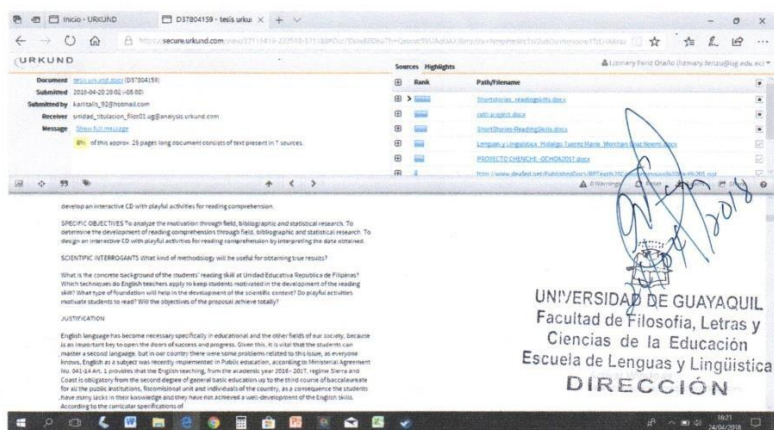 Inicio - URKUND
D37804159 - tesis.urku
secure.urkund.com
URKUND
Sources Highlights
Document tesis.urkund.docx (D37804159)
Submitted 2018-04-20
Submitted by karitalis_92@hotmail.com
Receiver unidad_titulacion_filo01.ug@analysis.urkund.com
Message Show full message
8% of this approx. 25 pages long document consists of text present in 7 sources.
Rank Path/Filename
Shortstories_readingskills.docx
ShortStories-ReadingSkills.docx
PROYECTO CHENCHE -OCHOA2017.docx
0 Warnings Reset Share
develop an interactive CD with playful activities for reading comprehension.
SPECIFIC OBJECTIVES To analyze the motivation through field, bibliographic and statistical research. To
determine the development of reading comprehension through field, bibliographic and statistical research. To
design an interactive CD with playful activities for reading comprehension by interpreting the data obtained.
SCIENTIFIC INTERROGANTS What kind of methodology will be useful for obtaining true results?
What is the concrete background of the students' reading skill at Unidad Educativa Republica de Filipinas?
Which techniques do English teachers apply to keep students motivated in the development of the reading
skill? What type of foundation will help in the development of the scientific context? Do playful activities
motivate students to read? Will the objectives of the proposal achieve totally?
JUSTIFICATION
English language has become necessary specifically in educational and the other fields of our society, because
is an important key to open the doors of success and progress. Given this, it is vital that the students can
master a second language, but in our country there were some problems related to this issue, as everyone
knows, English as a subject was recently implemented in Public education, according to Ministerial Agreement
No. 041-14 Art. 1 provides that the English teaching, from the academic year 2016- 2017, regime Sierra and
Coast is obligatory from the second degree of general basic education up to the third course of baccalaureate
for all the public institutions, fiscomisional unit and individuals of the country, as a consequence the students
have many lacks in their knowledge and they have not achieved a well-development of the English skills.
According to the curricular specifications of
UNIVERSIDAD DE GUAYAQUIL
Facultad de Filosofía, Letras y
Ciencias de la Educación
Escuela de Lenguas y Lingüistica
DIRECCIÓN
16:21
24/04/2018